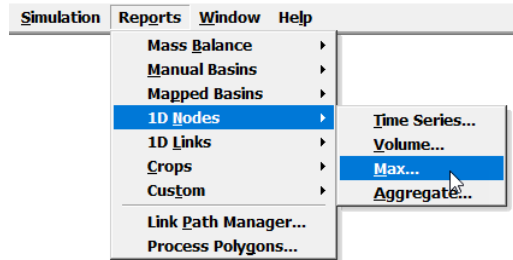 Simulation Reports Window Help
Mass Balance
Manual Basins
Mapped Basins
1D Nodes
1D Links
Crops
Custom
Link Path Manager...
Process Polygons...
Time Series...
Volume...
Max...
Aggregate...